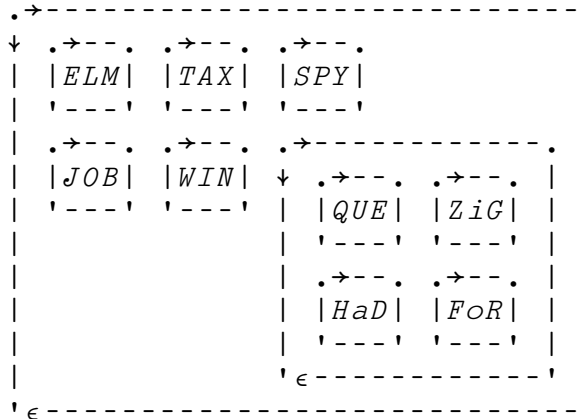 .→--------------------------------
↓ .→--. .→--. .→--.
| |ELM| |TAX| |SPY|
| '---' '---' '---'
| .→--. .→--. .→------------.
| |JOB| |WIN| ↓ .→--. .→--. |
| '---' '---' | |QUE| |ZiG| |
| | '---' '---' |
| | .→--. .→--. |
| | |HaD| |FoR| |
| | '---' '---' |
| '∊------------'
'∊--------------------------------